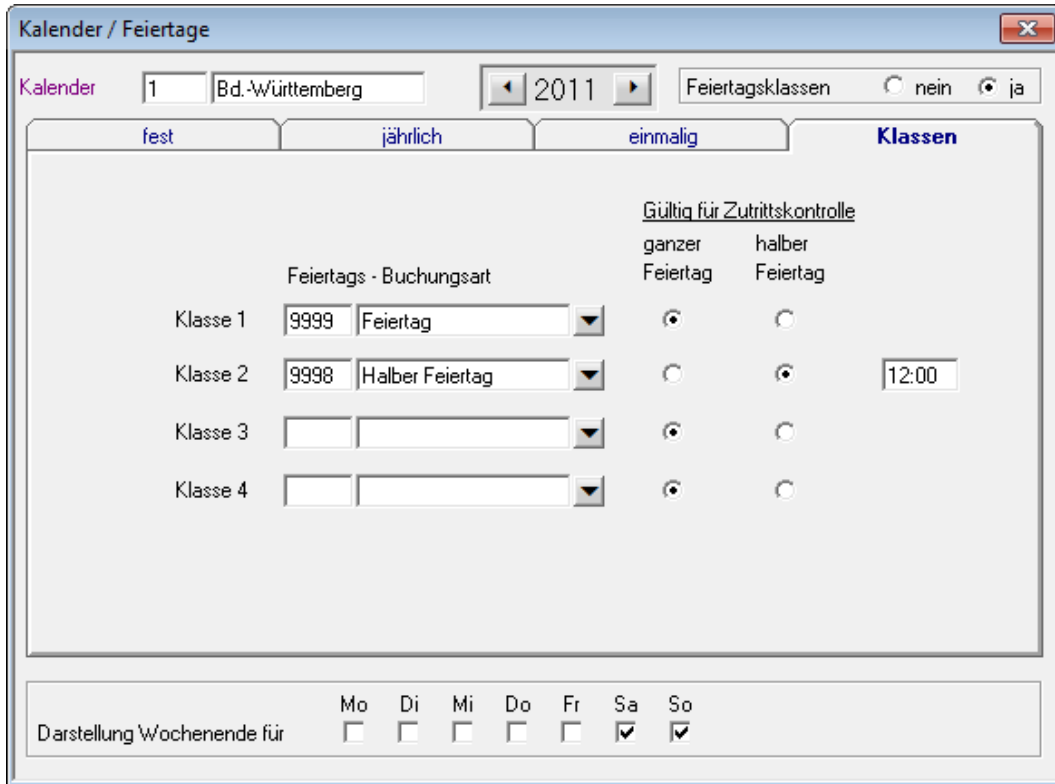 Kalender / Feiertage
Kalender 1 Bd.-Württemberg 2011 Feiertagsklassen nein ja
fest jährlich einmalig Klassen
Gültig für Zutrittskontrolle
ganzer halber
Feiertags - Buchungsart Feiertag Feiertag
Klasse 1 9999 Feiertag
Klasse 2 9998 Halber Feiertag 12:00
Klasse 3
Klasse 4
Mo Di Mi Do Fr Sa So
Darstellung Wochenende für